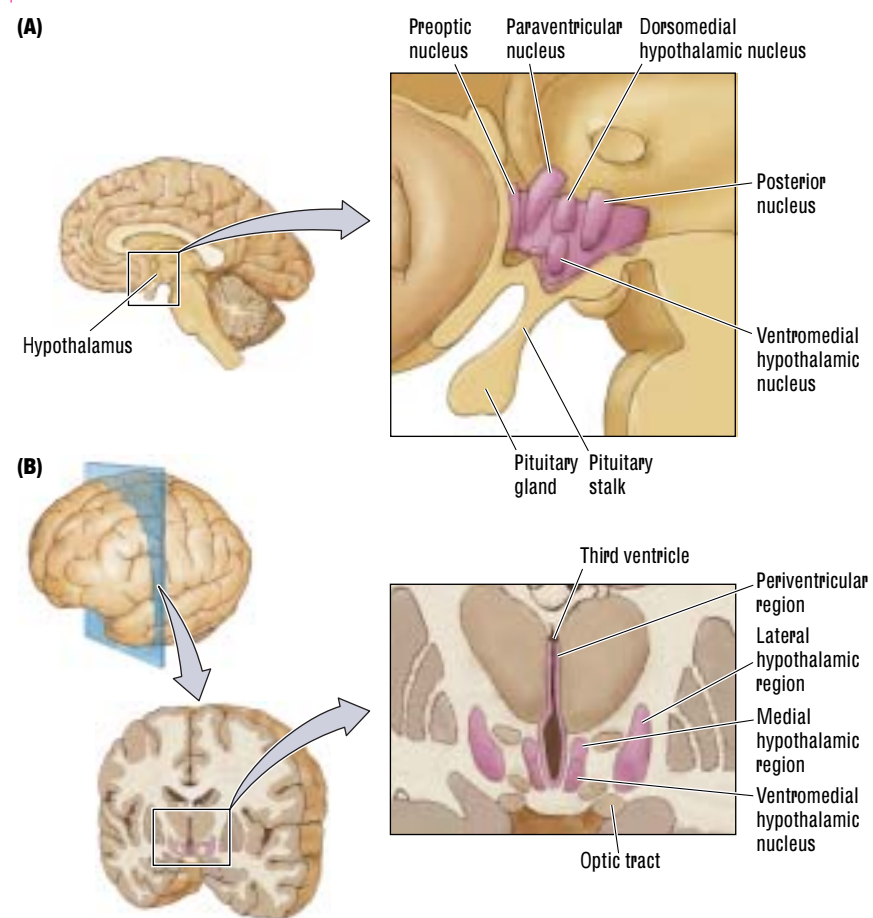 (A)
Preoptic
nucleus
Paraventricular
nucleus
Dorsomedial
hypothalamic nucleus
Posterior
nucleus
Hypothalamus
Ventromedial
hypothalamic
nucleus
Pituitary
gland
Pituitary
stalk
(B)
Third ventricle
Periventricular
region
Lateral
hypothalamic
region
Medial
hypothalamic
region
Ventromedial
hypothalamic
nucleus
Optic tract